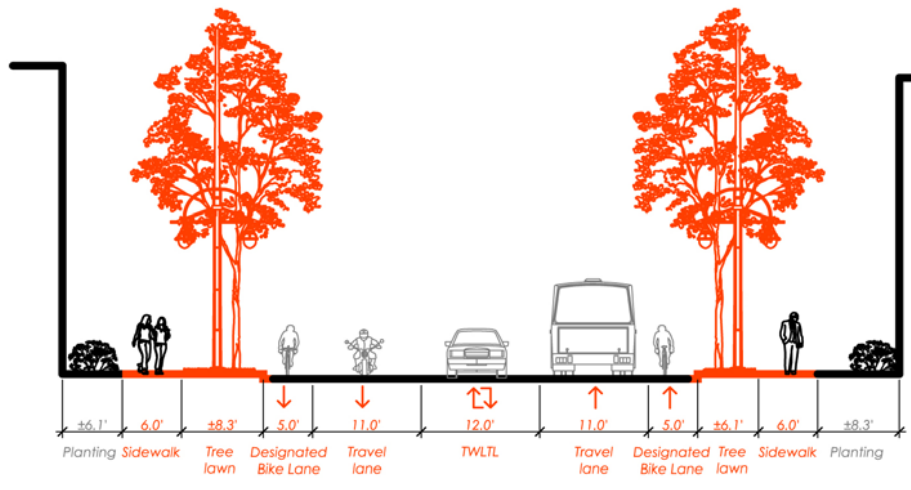 ±6.1' 6.0' ±8.3' 5.0' 11.0' 12.0' 11.0' 5.0' ±6.1' 6.0' ±8.3'
Planting Sidewalk Tree Designated Travel TWLTL Travel Designated Tree Sidewalk Planting
lawn Bike Lane lane lane Bike Lane lawn